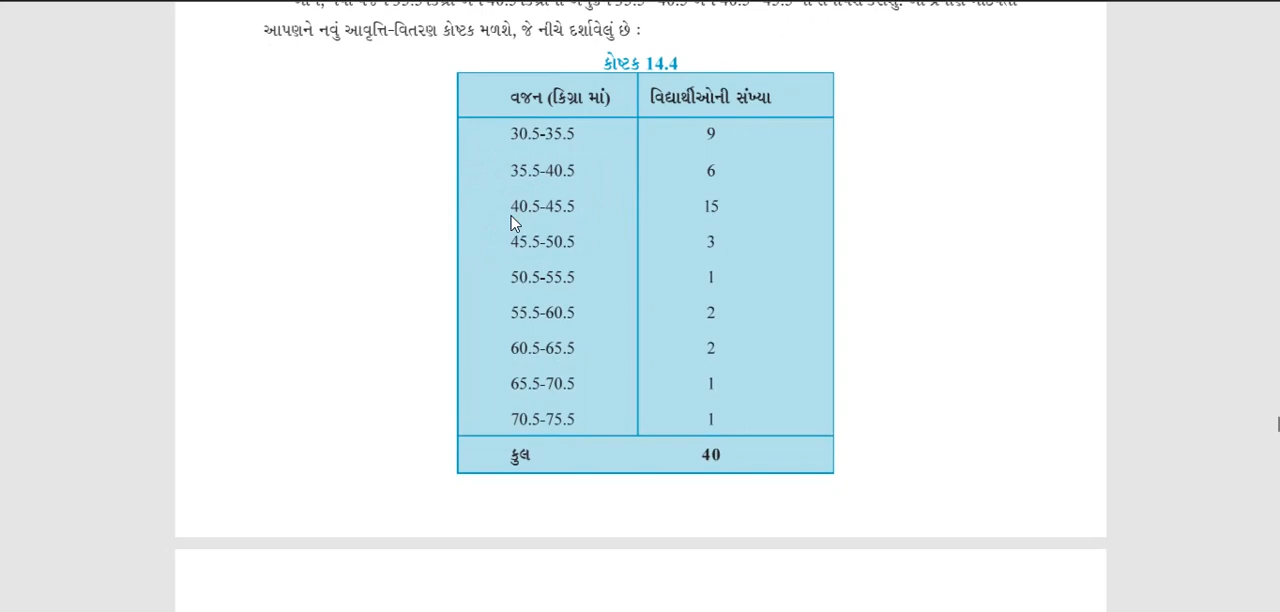 આપણને નવું આવૃત્તિ-વિતરણ કોષ્ટક મળશે, જે નીચે દર્શાવેલું છે :
કોષ્ટક 14.4
વજન (કિગ્રા માં) વિદ્યાર્થીઓની સંખ્યા
30.5-35.5 9
35.5-40.5 6
40.5-45.5 15
45.5-50.5 3
50.5-55.5 1
55.5-60.5 2
60.5-65.5 2
65.5-70.5 1
70.5-75.5 1
કુલ 40